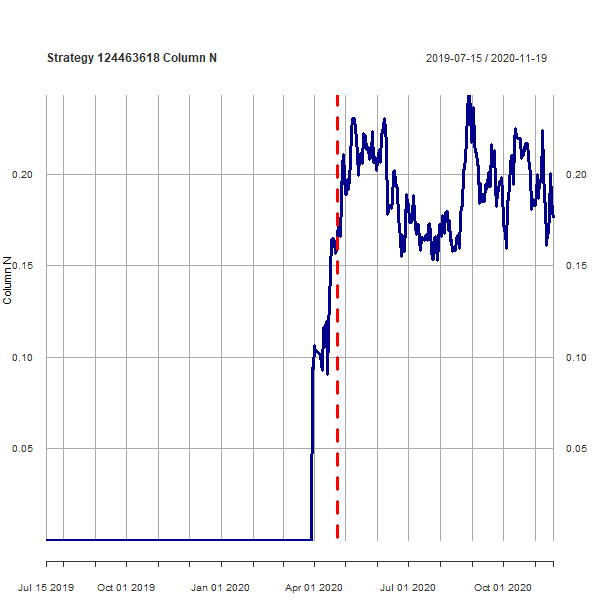 Strategy 124463618 Column N
2019-07-15 / 2020-11-19
Column N
0.20
0.15
0.10
0.05
0.20
0.15
0.10
0.05
Jul 15 2019
Oct 01 2019
Jan 01 2020
Apr 01 2020
Jul 01 2020
Oct 01 2020